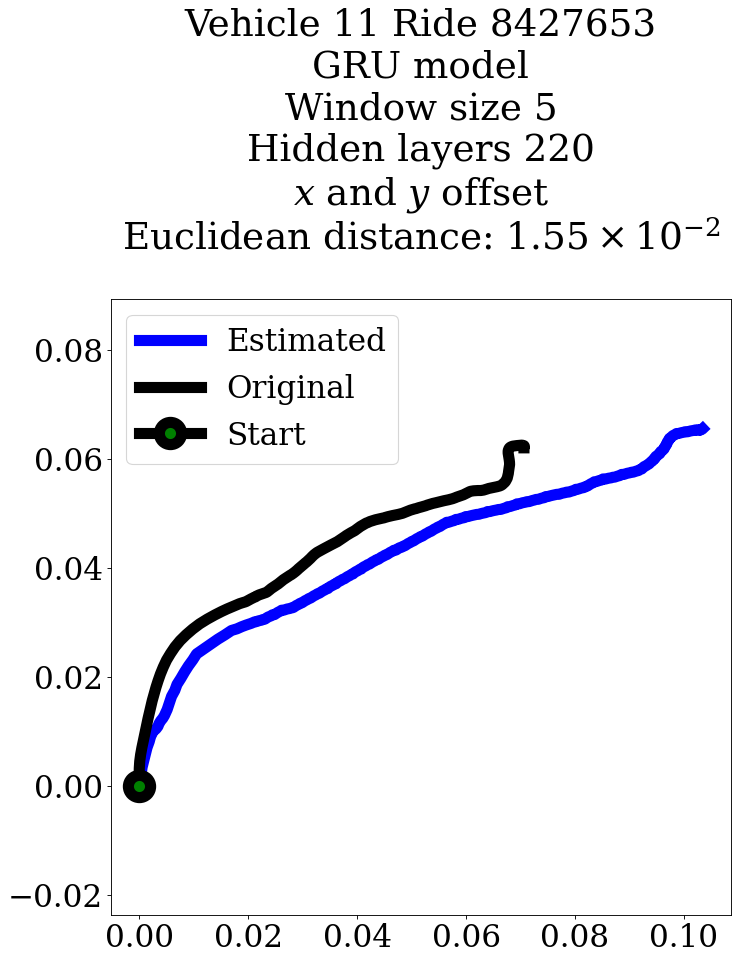 Vehicle 11 Ride 8427653
GRU model
Window size 5
Hidden layers 220
x and y offset
Euclidean distance: 1.55 × 10⁻²
Estimated
Original
Start
0.08
0.06
0.04
0.02
0.00
−0.02
0.00 0.02 0.04 0.06 0.08 0.10